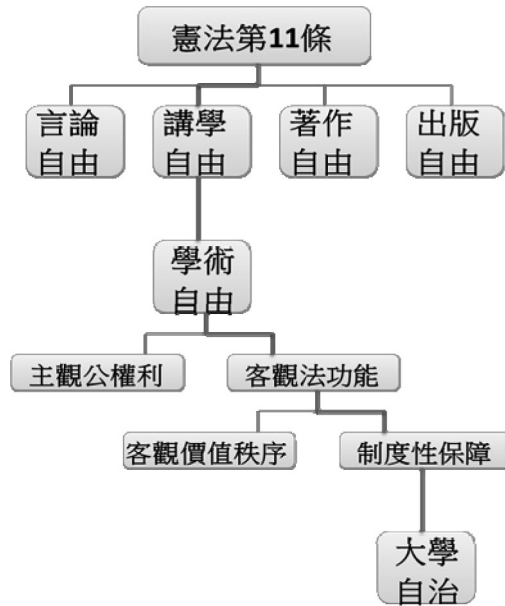 憲法第11條
言論
自由
講學
自由
著作
自由
出版
自由
學術
自由
主觀公權利
客觀法功能
客觀價值秩序
制度性保障
大學
自治